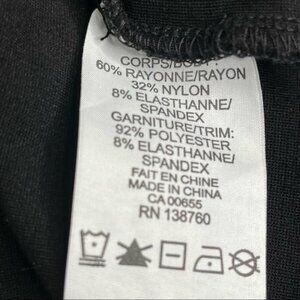 CORPS/BODY:
60% RAYONNE/RAYON
32% NYLON
8% ELASTHANNE/
SPANDEX
GARNITURE/TRIM:
92% POLYESTER
8% ELASTHANNE/
SPANDEX
FAIT EN CHINE
MADE IN CHINA
CA 00655
RN 138760